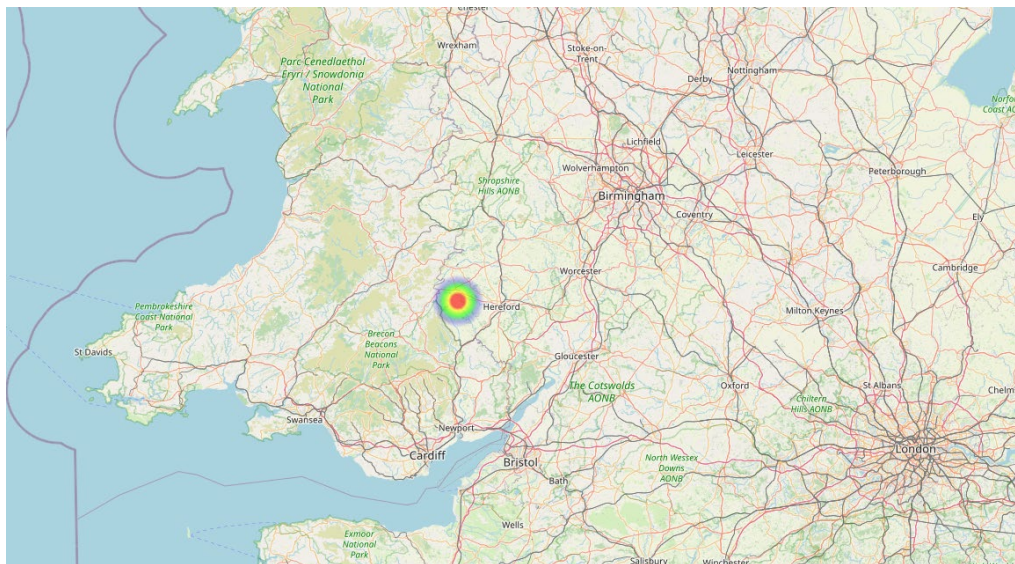 Chester
Wrexham
Stoke-on-
Trent
Parc Cenedlaethol
Eryri / Snowdonia
National
Park
Derby
Nottingham
Coast AO
Lichfield
Leicester
Wolverhampton
Peterborough
Shropshire
Hills AONB
Birmingham
Coventry
Ely
Worcester
Cambridge
Pembrokeshire
Coast National
Park
Hereford
Milton Keynes
St Davids
Brecon
Beacons
National
Park
Gloucester
The Cotswolds
AONB
Oxford
St Albans
Chelm
Chiltern
Hills AONB
Swansea
Newport
Cardiff
Bristol
London
North Wessex
Downs
AONB
Bath
Wells
Exmoor
National
Park
Salisbury
Winchester